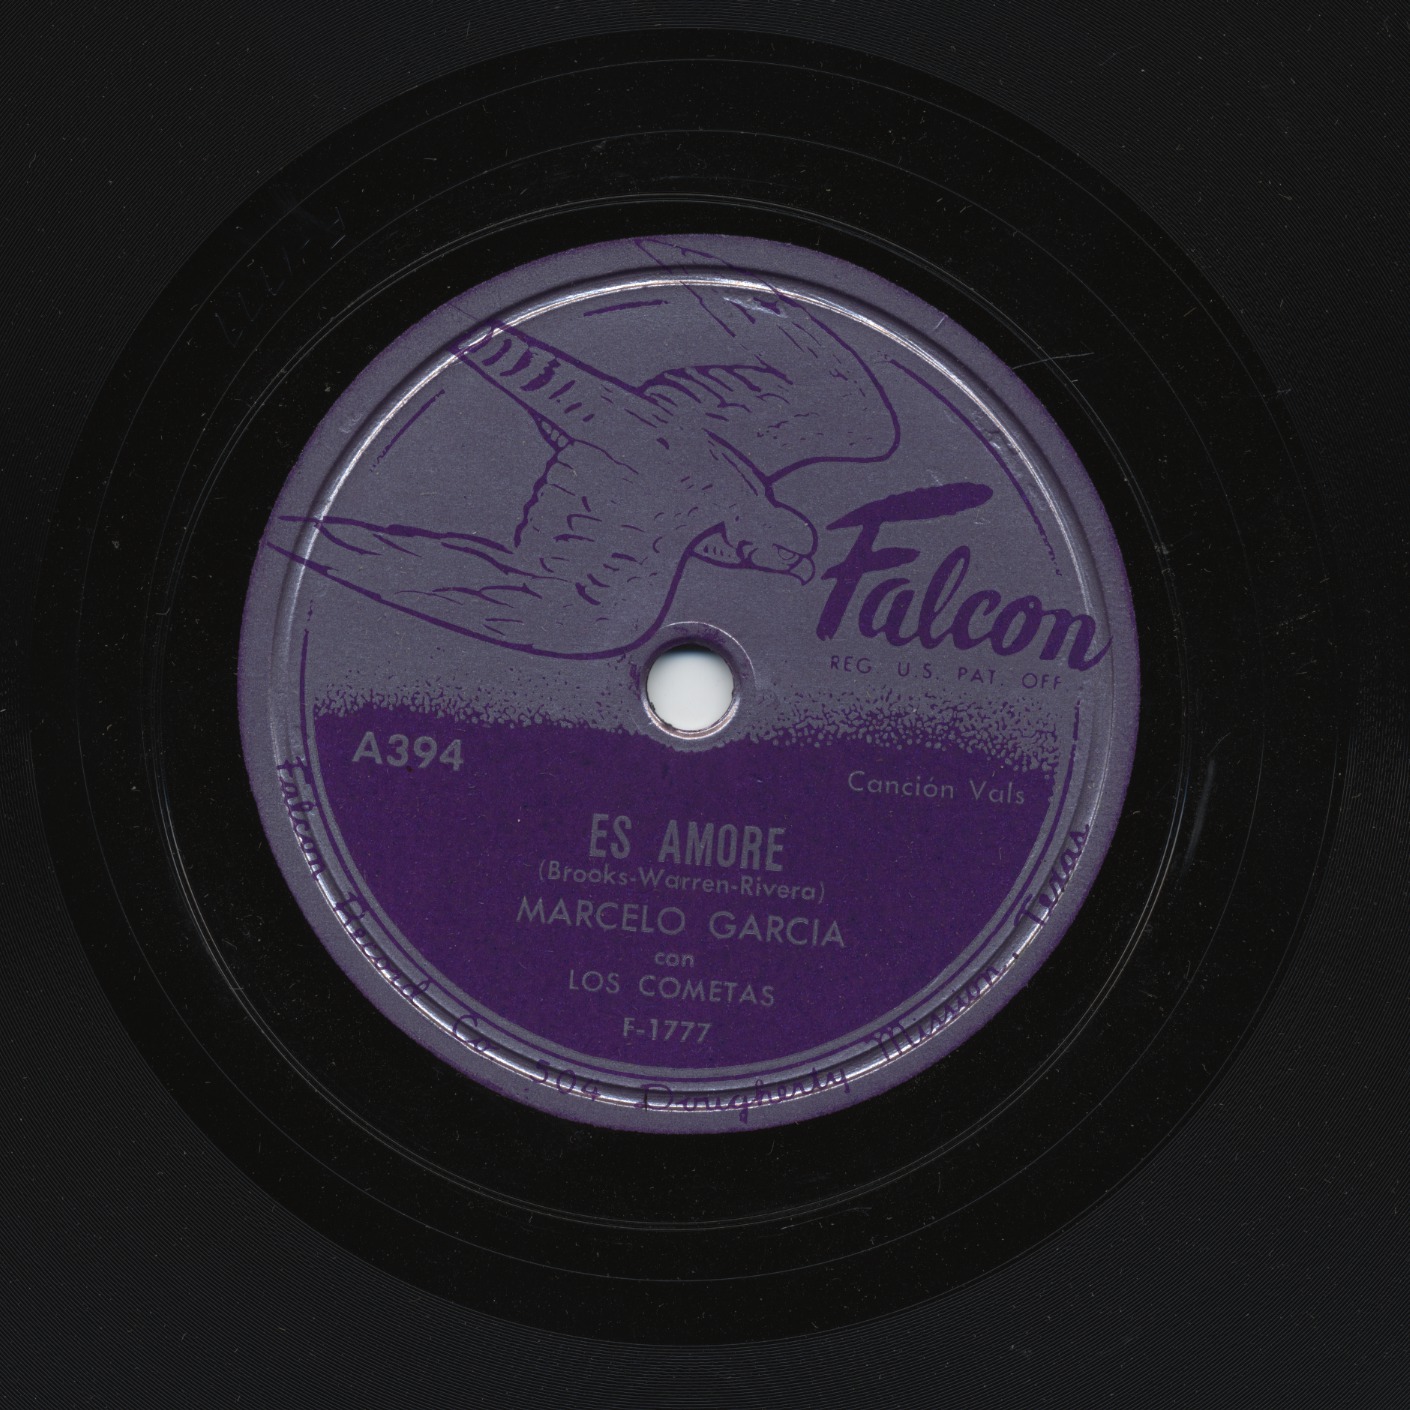 Falcon
REG. U.S. PAT. OFF
A394
Canción Vals
ES AMORE
(Brooks-Warren-Rivera)
MARCELO GARCIA
con
LOS COMETAS
F-1777
Falcon Record Co. 504 Dougherty Mission, Texas